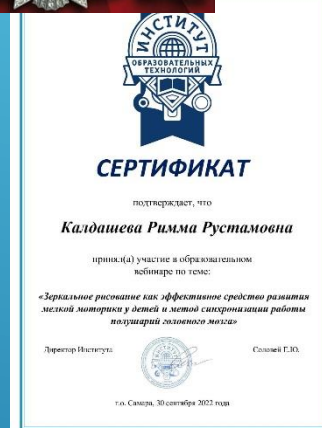 ИНСТИТУТ
ОБРАЗОВАТЕЛЬНЫХ
ТЕХНОЛОГИЙ
СЕРТИФИКАТ
подтверждает, что
Калдашева Римма Рустамовна
принял(а) участие в образовательном
вебинаре по теме:
«Зеркальное рисование как эффективное средство развития
мелкой моторики у детей и метод синхронизации работы
полушарий головного мозга»
Директор Института Соловей Е.Ю.
г.о. Самара, 30 сентября 2022 года